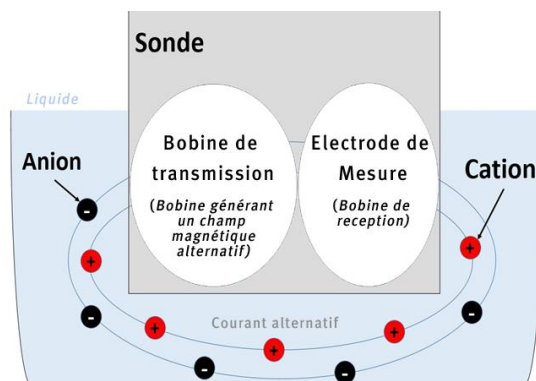 Sonde
Liquide
Bobine de
transmission
(Bobine générant
un champ
magnétique
alternatif)
Electrode de
Mesure
(Bobine de
reception)
Anion
Cation
-
+
+
-
-
+
+
+
-
-
Courant alternatif